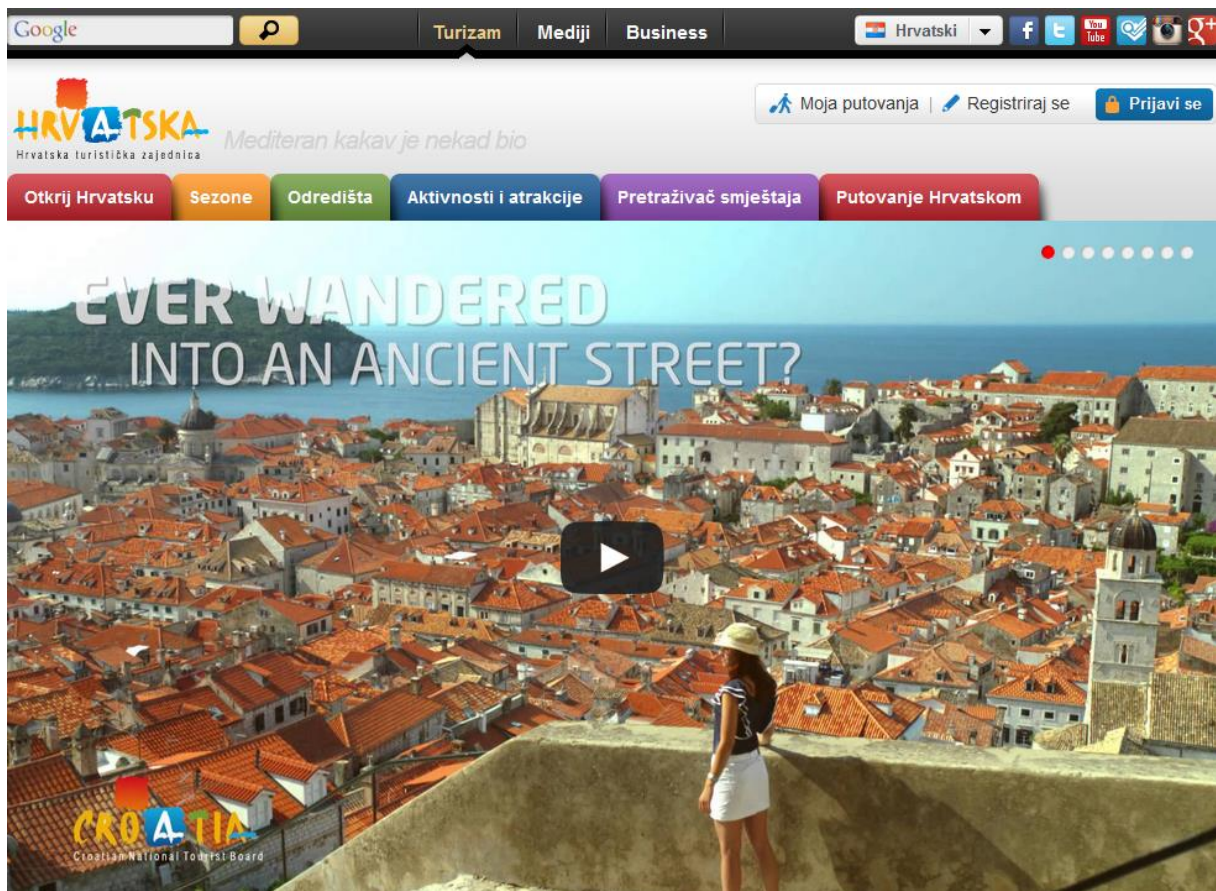 Google
Turizam Mediji Business
Hrvatski
You
Tube
g+
Moja putovanja | Registriraj se
Prijavi se
HRVATSKA
Hrvatska turistička zajednica
Mediteran kakav je nekad bio
Otkrij Hrvatsku Sezone Odredišta Aktivnosti i atrakcije Pretraživač smještaja Putovanje Hrvatskom
EVER WANDERED
INTO AN ANCIENT STREET?
CROATIA
Croatian National Tourist Board